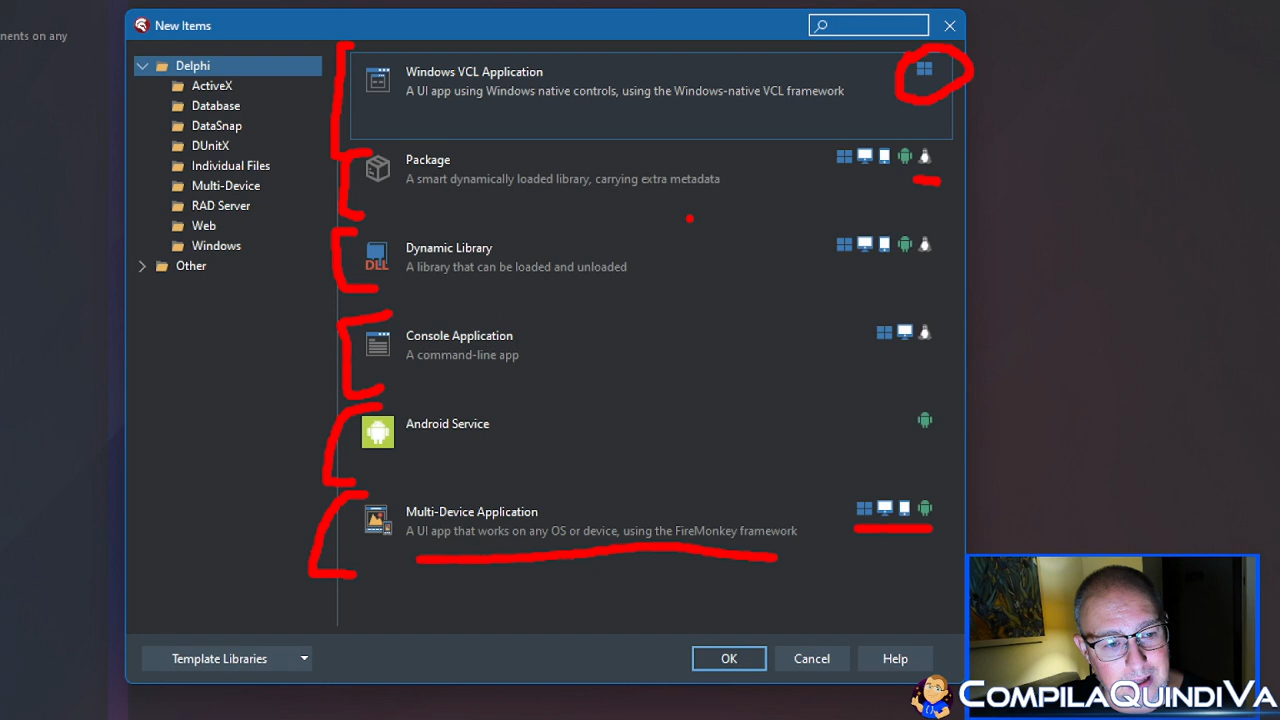 nents on any
New Items
Delphi
ActiveX
Database
DataSnap
DUnitX
Individual Files
Multi-Device
RAD Server
Web
Windows
Other
Windows VCL Application
A UI app using Windows native controls, using the Windows-native VCL framework
Package
A smart dynamically loaded library, carrying extra metadata
Dynamic Library
A library that can be loaded and unloaded
DLL
Console Application
A command-line app
Android Service
Multi-Device Application
A UI app that works on any OS or device, using the FireMonkey framework
Template Libraries
OK
Cancel
Help
{}
COMPILAQUINDIVA